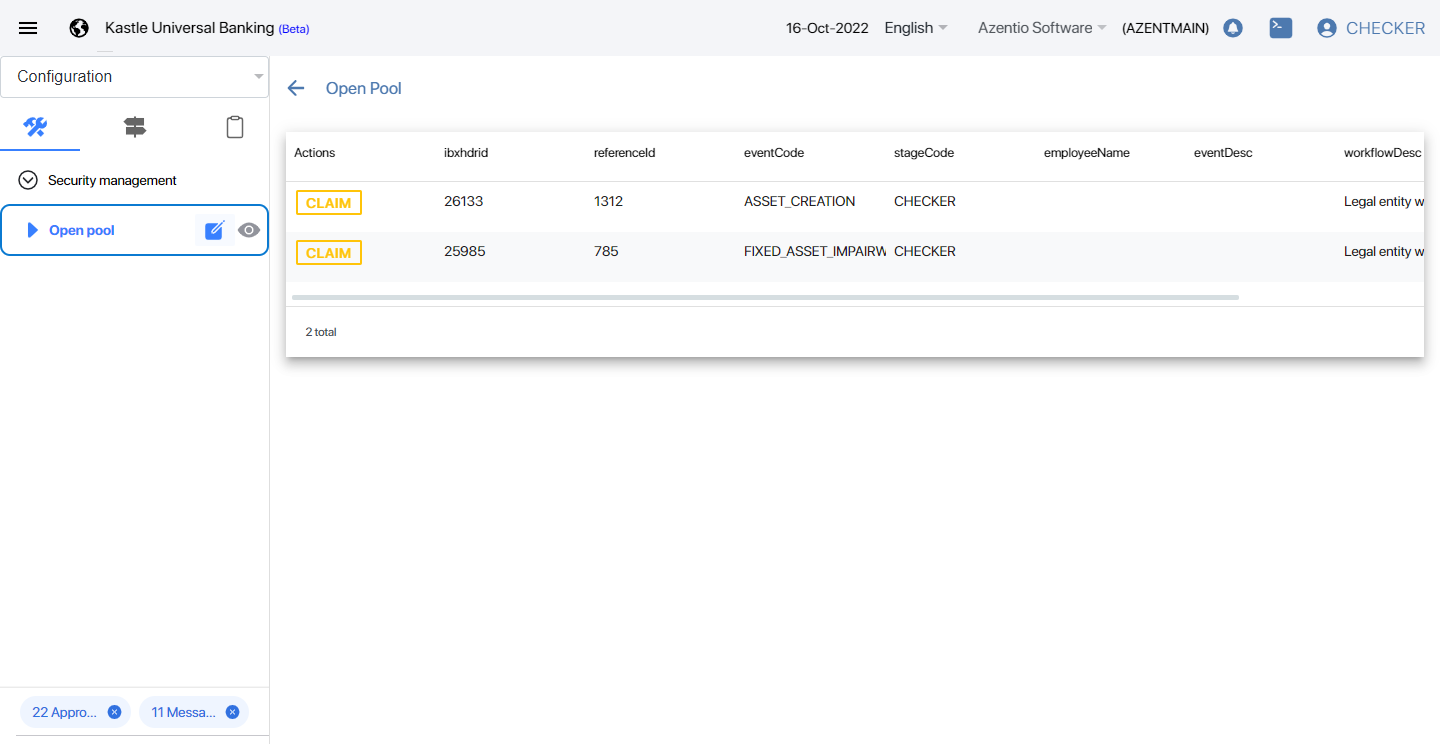 Kastle Universal Banking (Beta)
16-Oct-2022 English Azentio Software (AZENTMAIN) CHECKER
Configuration
Security management
Open pool
22 Appro... 11 Messa...
Open Pool
Actions ibxhdrid referenceId eventCode stageCode employeeName eventDesc workflowDesc
CLAIM 26133 1312 ASSET_CREATION CHECKER Legal entity w
CLAIM 25985 785 FIXED_ASSET_IMPAIRW CHECKER Legal entity w
2 total